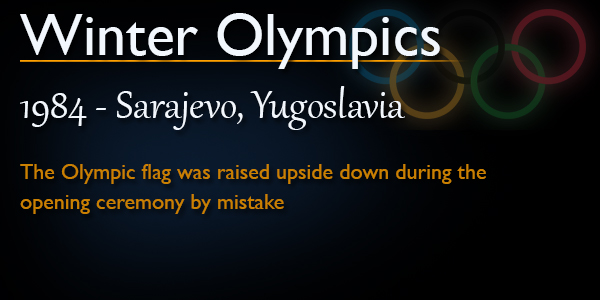 Winter Olympics
1984 - Sarajevo, Yugoslavia
The Olympic flag was raised upside down during the
opening ceremony by mistake